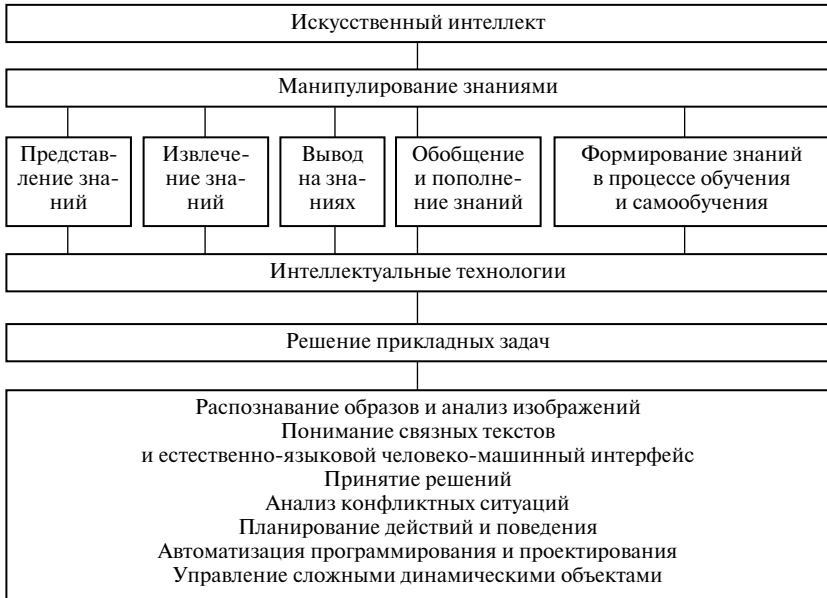 Искусственный интеллект
Манипулирование знаниями
Представ-
ление зна-
ний
Извлече-
ние зна-
ний
Вывод
на зна-
ниях
Обобщение
и пополне-
ние знаний
Формирование знаний
в процессе обучения
и самообучения
Интеллектуальные технологии
Решение прикладных задач
Распознавание образов и анализ изображений
Понимание связных текстов
и естественно-языковой человеко-машинный интерфейс
Принятие решений
Анализ конфликтных ситуаций
Планирование действий и поведения
Автоматизация программирования и проектирования
Управление сложными динамическими объектами